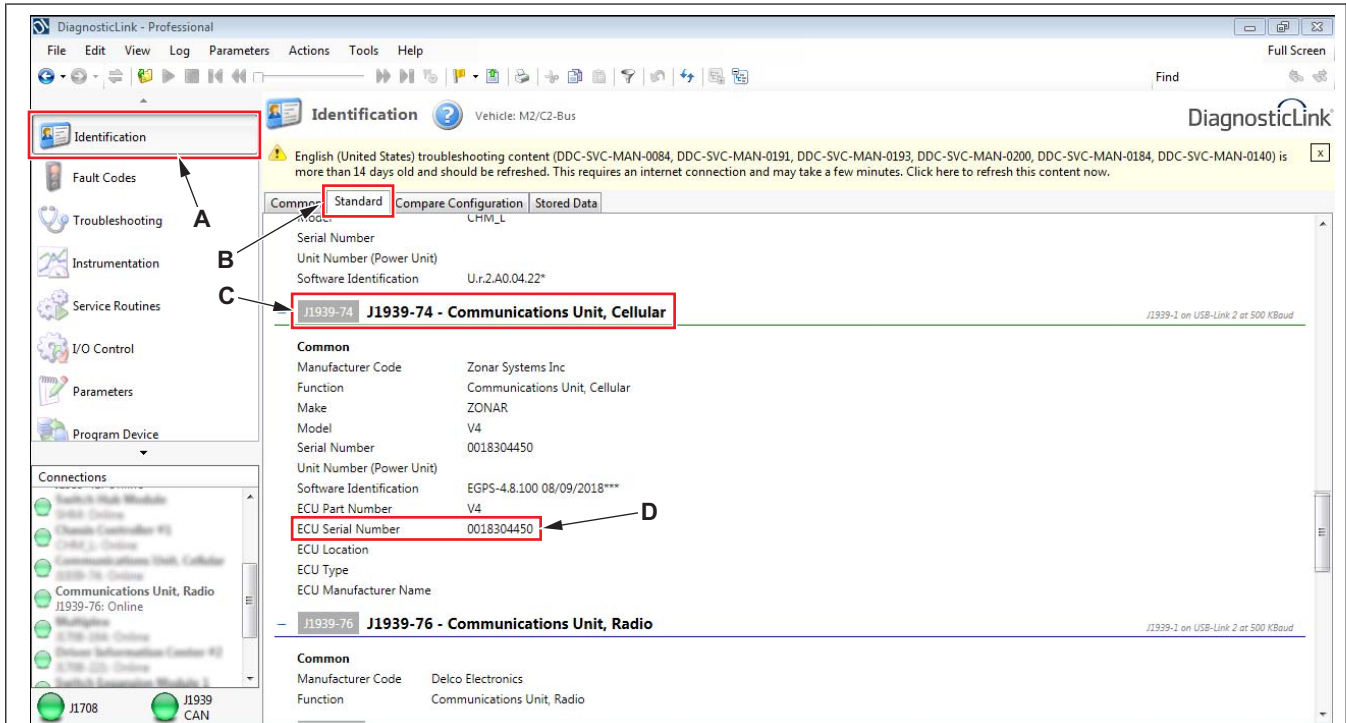 DiagnosticLink - Professional
File Edit View Log Parameters Actions Tools Help Full Screen
Find
Identification
Fault Codes
Troubleshooting
Instrumentation
Service Routines
I/O Control
Parameters
Program Device
A
B
C
Connections
Communications Unit, Radio
J1939-76: Online
J1708
J1939
CAN
Identification ? Vehicle: M2/C2-Bus
DiagnosticLink
English (United States) troubleshooting content (DDC-SVC-MAN-0084, DDC-SVC-MAN-0191, DDC-SVC-MAN-0193, DDC-SVC-MAN-0200, DDC-SVC-MAN-0184, DDC-SVC-MAN-0140) is x
more than 14 days old and should be refreshed. This requires an internet connection and may take a few minutes. Click here to refresh this content now.
Common Standard Compare Configuration Stored Data
Model CHM_L
Serial Number
Unit Number (Power Unit)
Software Identification U.r.2.A0.04.22*
J1939-74 J1939-74 - Communications Unit, Cellular J1939-1 on USB-Link 2 at 500 KBaud
Common
Manufacturer Code Zonar Systems Inc
Function Communications Unit, Cellular
Make ZONAR
Model V4
Serial Number 0018304450
Unit Number (Power Unit)
Software Identification EGPS-4.8.100 08/09/2018***
ECU Part Number V4
ECU Serial Number 0018304450
D
ECU Location
ECU Type
ECU Manufacturer Name
J1939-76 J1939-76 - Communications Unit, Radio J1939-1 on USB-Link 2 at 500 KBaud
Common
Manufacturer Code Delco Electronics
Function Communications Unit, Radio